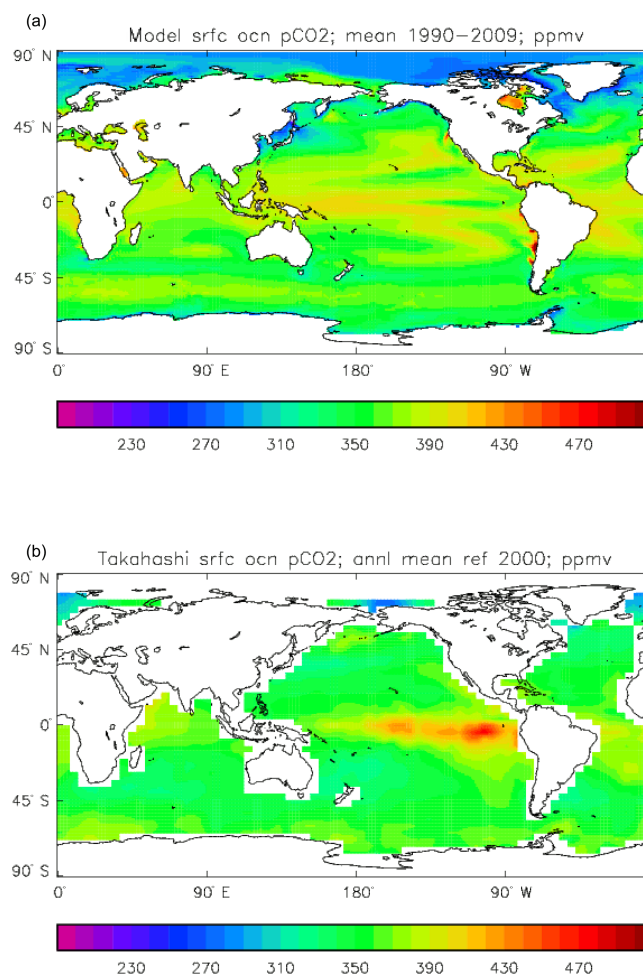 (a)
Model srfc ocn pCO2; mean 1990−2009; ppmv
90° N
45° N
0°
45° S
90° S
0° 90° E 180° 90° W
230 270 310 350 390 430 470
(b)
Takahashi srfc ocn pCO2; annl mean ref 2000; ppmv
90° N
45° N
0°
45° S
90° S
0° 90° E 180° 90° W
230 270 310 350 390 430 470